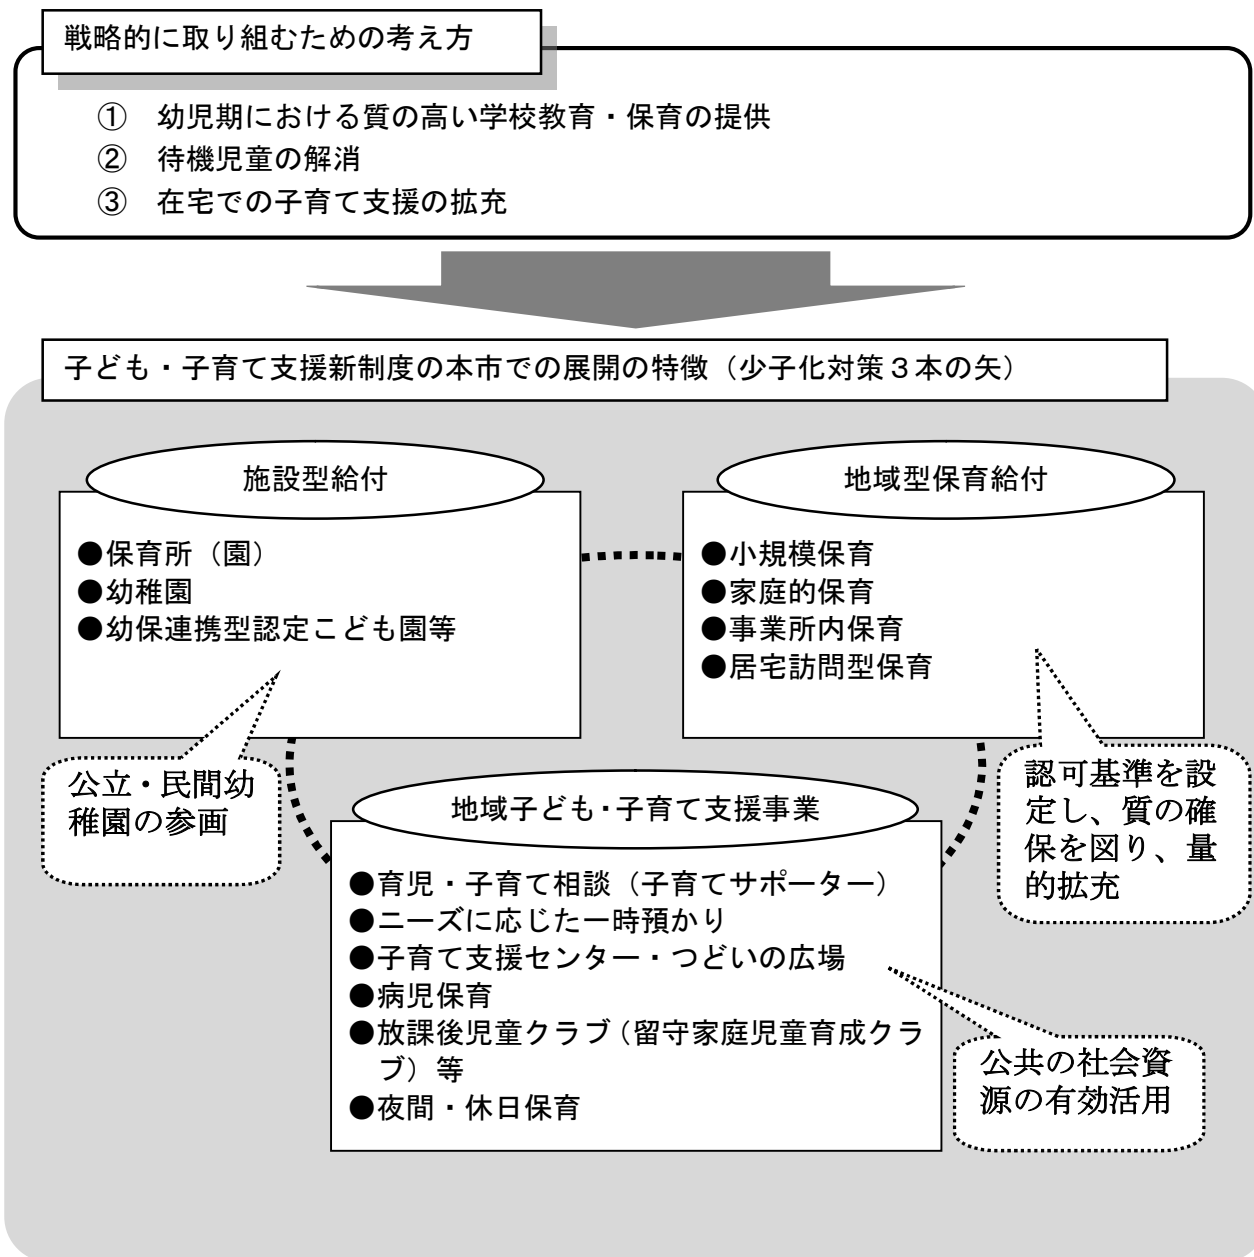 戦略的に取り組むための考え方
① 幼児期における質の高い学校教育・保育の提供
② 待機児童の解消
③ 在宅での子育て支援の拡充
子ども・子育て支援新制度の本市での展開の特徴（少子化対策３本の矢）
施設型給付
●保育所（園）
●幼稚園
●幼保連携型認定こども園等
公立・民間幼
稚園の参画
地域型保育給付
●小規模保育
●家庭的保育
●事業所内保育
●居宅訪問型保育
認可基準を設
定し、質の確
保を図り、量
的拡充
地域子ども・子育て支援事業
●育児・子育て相談（子育てサポーター）
●ニーズに応じた一時預かり
●子育て支援センター・つどいの広場
●病児保育
●放課後児童クラブ（留守家庭児童育成クラ
ブ）等
●夜間・休日保育
公共の社会資
源の有効活用